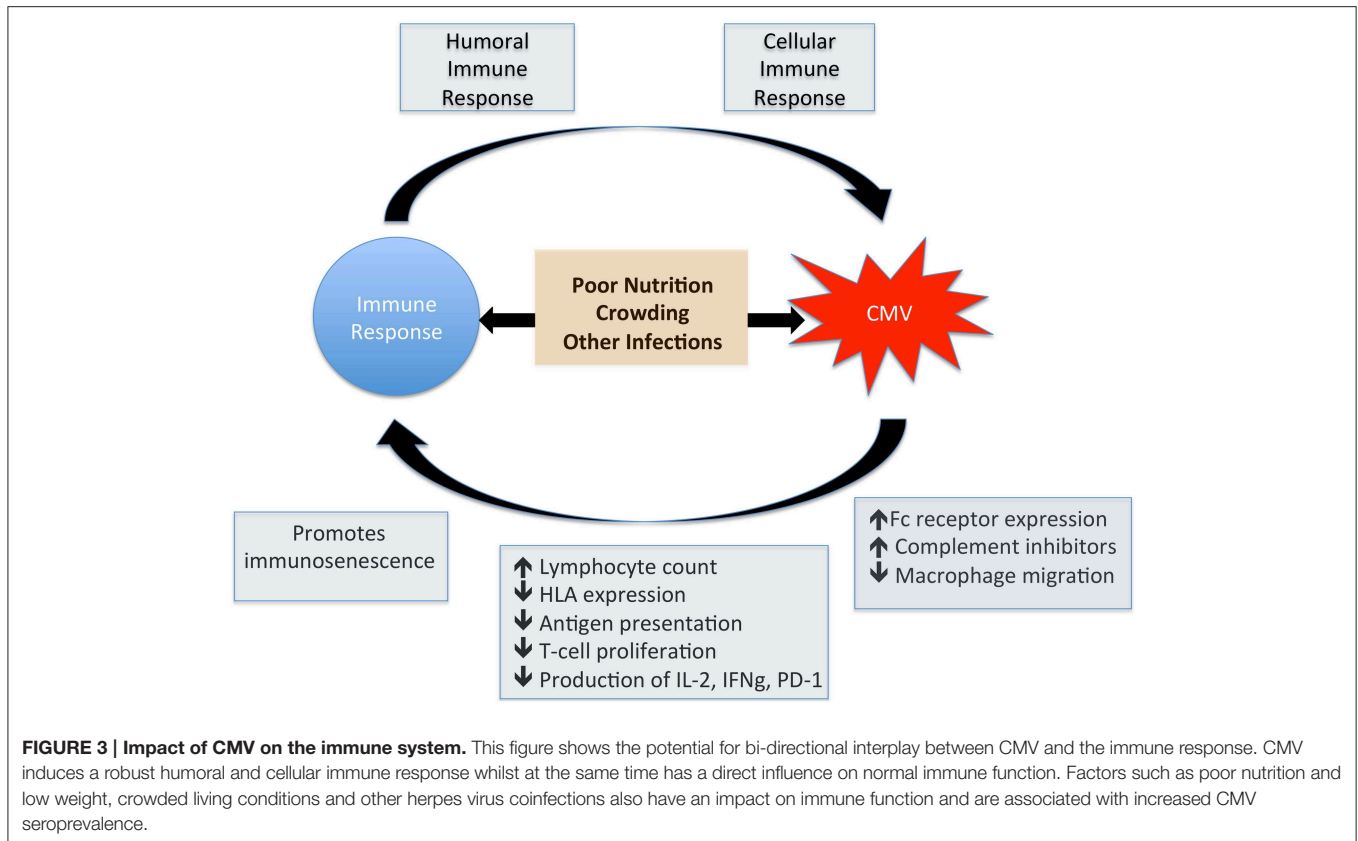 Humoral
Immune
Response
Cellular
Immune
Response
Immune
Response
Poor Nutrition
Crowding
Other Infections
CMV
Promotes
immunosenescence
↑ Lymphocyte count
↓ HLA expression
↓ Antigen presentation
↓ T-cell proliferation
↓ Production of IL-2, IFNg, PD-1
↑Fc receptor expression
↑ Complement inhibitors
↓ Macrophage migration
FIGURE 3 | Impact of CMV on the immune system. This figure shows the potential for bi-directional interplay between CMV and the immune response. CMV
induces a robust humoral and cellular immune response whilst at the same time has a direct influence on normal immune function. Factors such as poor nutrition and
low weight, crowded living conditions and other herpes virus coinfections also have an impact on immune function and are associated with increased CMV
seroprevalence.